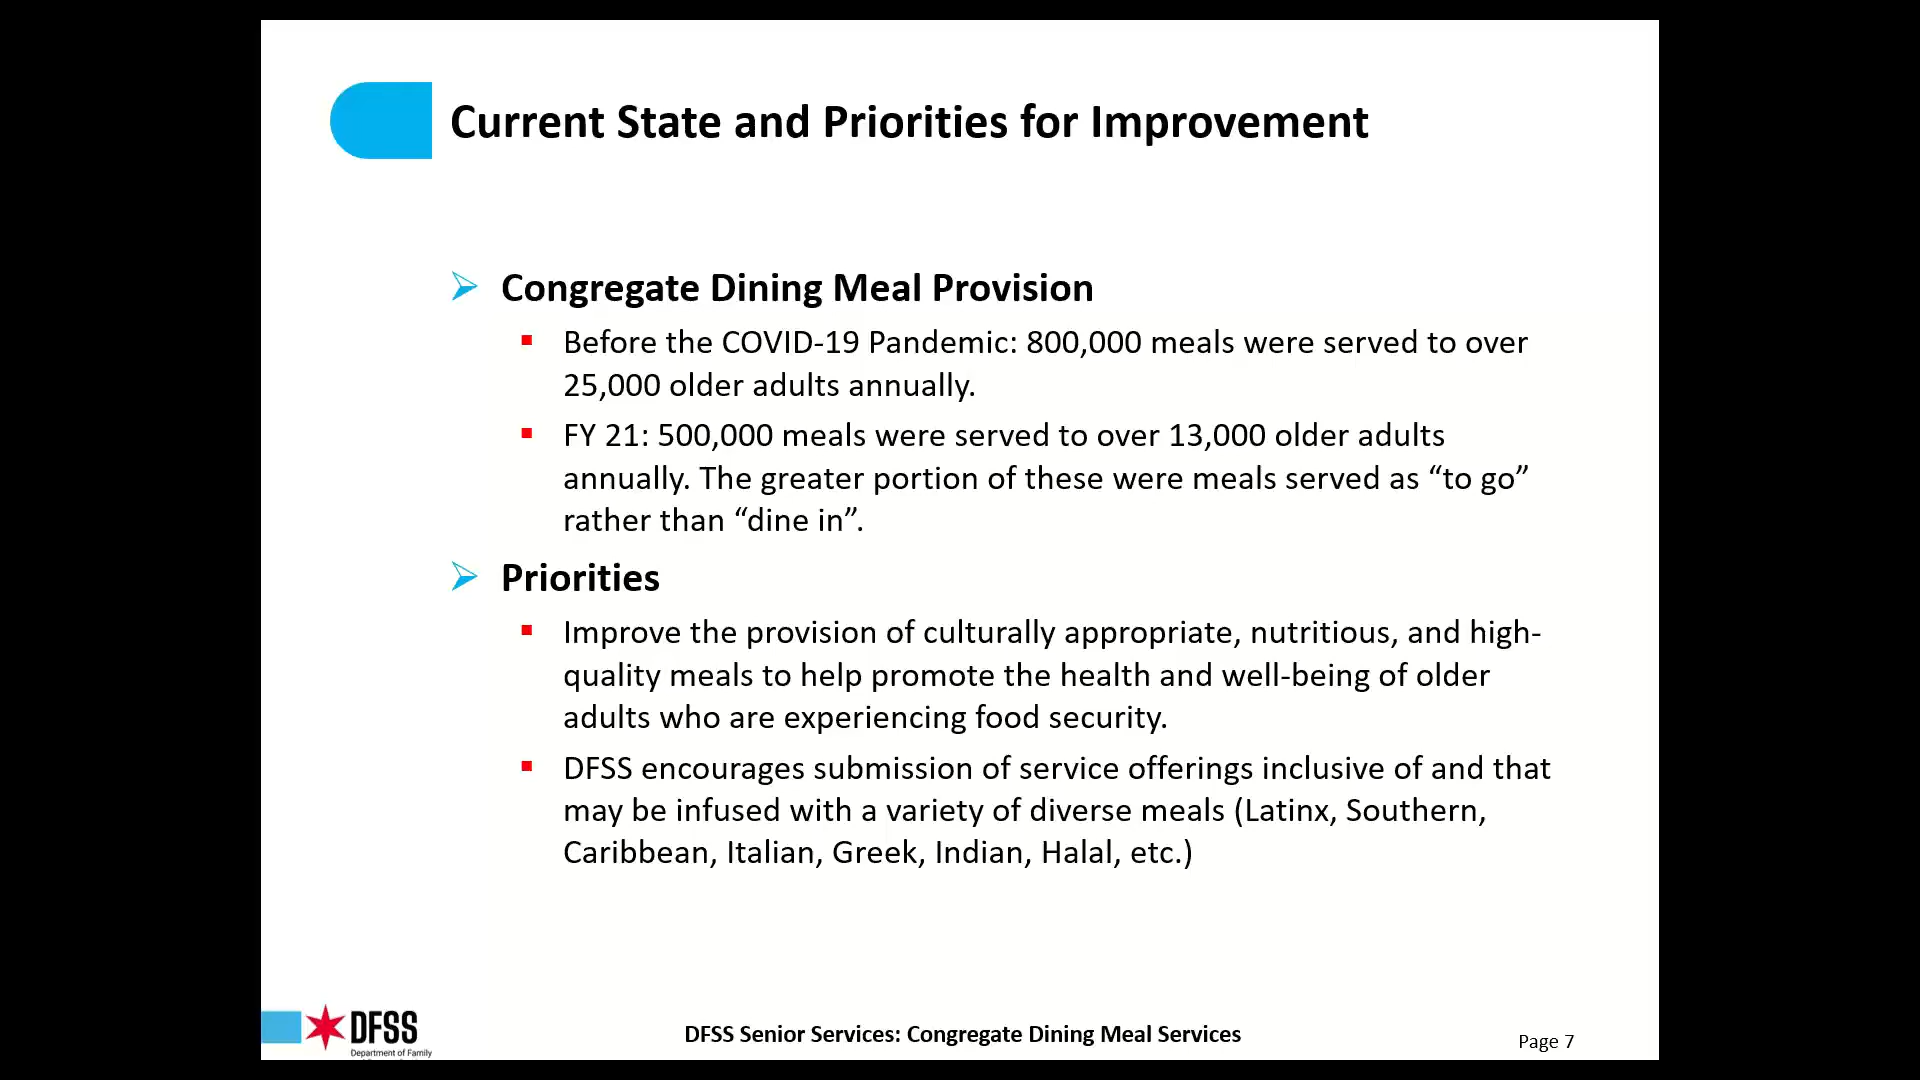 Current State and Priorities for Improvement
Congregate Dining Meal Provision
Before the COVID-19 Pandemic: 800,000 meals were served to over
25,000 older adults annually.
FY 21: 500,000 meals were served to over 13,000 older adults
annually. The greater portion of these were meals served as “to go”
rather than “dine in”.
Priorities
Improve the provision of culturally appropriate, nutritious, and high-
quality meals to help promote the health and well-being of older
adults who are experiencing food security.
DFSS encourages submission of service offerings inclusive of and that
may be infused with a variety of diverse meals (Latinx, Southern,
Caribbean, Italian, Greek, Indian, Halal, etc.)
DFSS
Department of Family
DFSS Senior Services: Congregate Dining Meal Services
Page 7